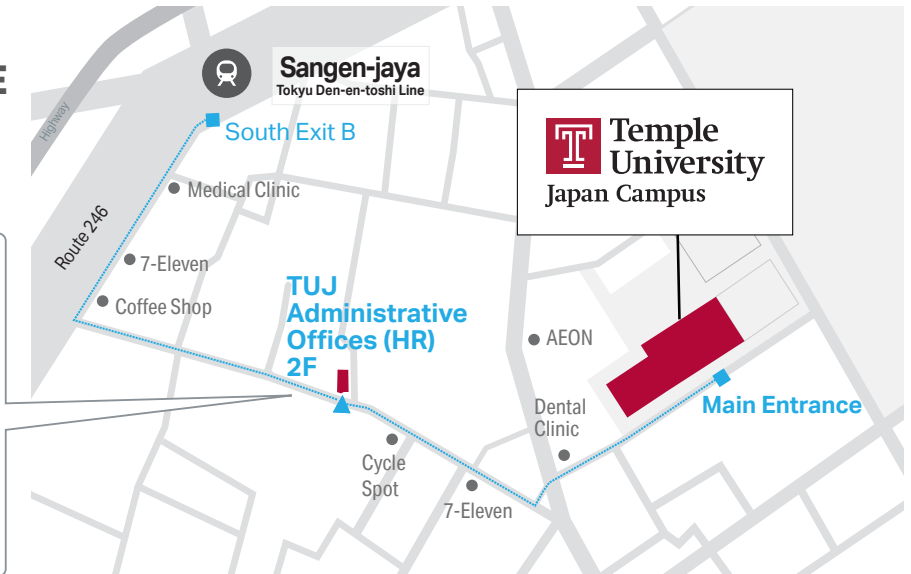 E
Sangen-jaya
Tokyu Den-en-toshi Line
Highway
South Exit B
Temple
University
Japan Campus
Medical Clinic
Route 246
7-Eleven
Coffee Shop
TUJ
Administrative
Offices (HR)
2F
AEON
Main Entrance
Dental
Clinic
Cycle
Spot
7-Eleven